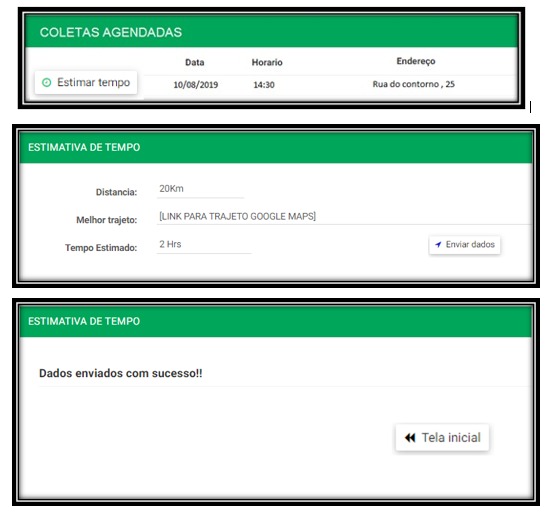 COLETAS AGENDADAS
Data Horario Endereço
Estimar tempo 10/08/2019 14:30 Rua do contorno , 25
ESTIMATIVA DE TEMPO
Distancia: 20Km
Melhor trajeto: [LINK PARA TRAJETO GOOGLE MAPS]
Tempo Estimado: 2 Hrs Enviar dados
ESTIMATIVA DE TEMPO
Dados enviados com sucesso!!
Tela inicial